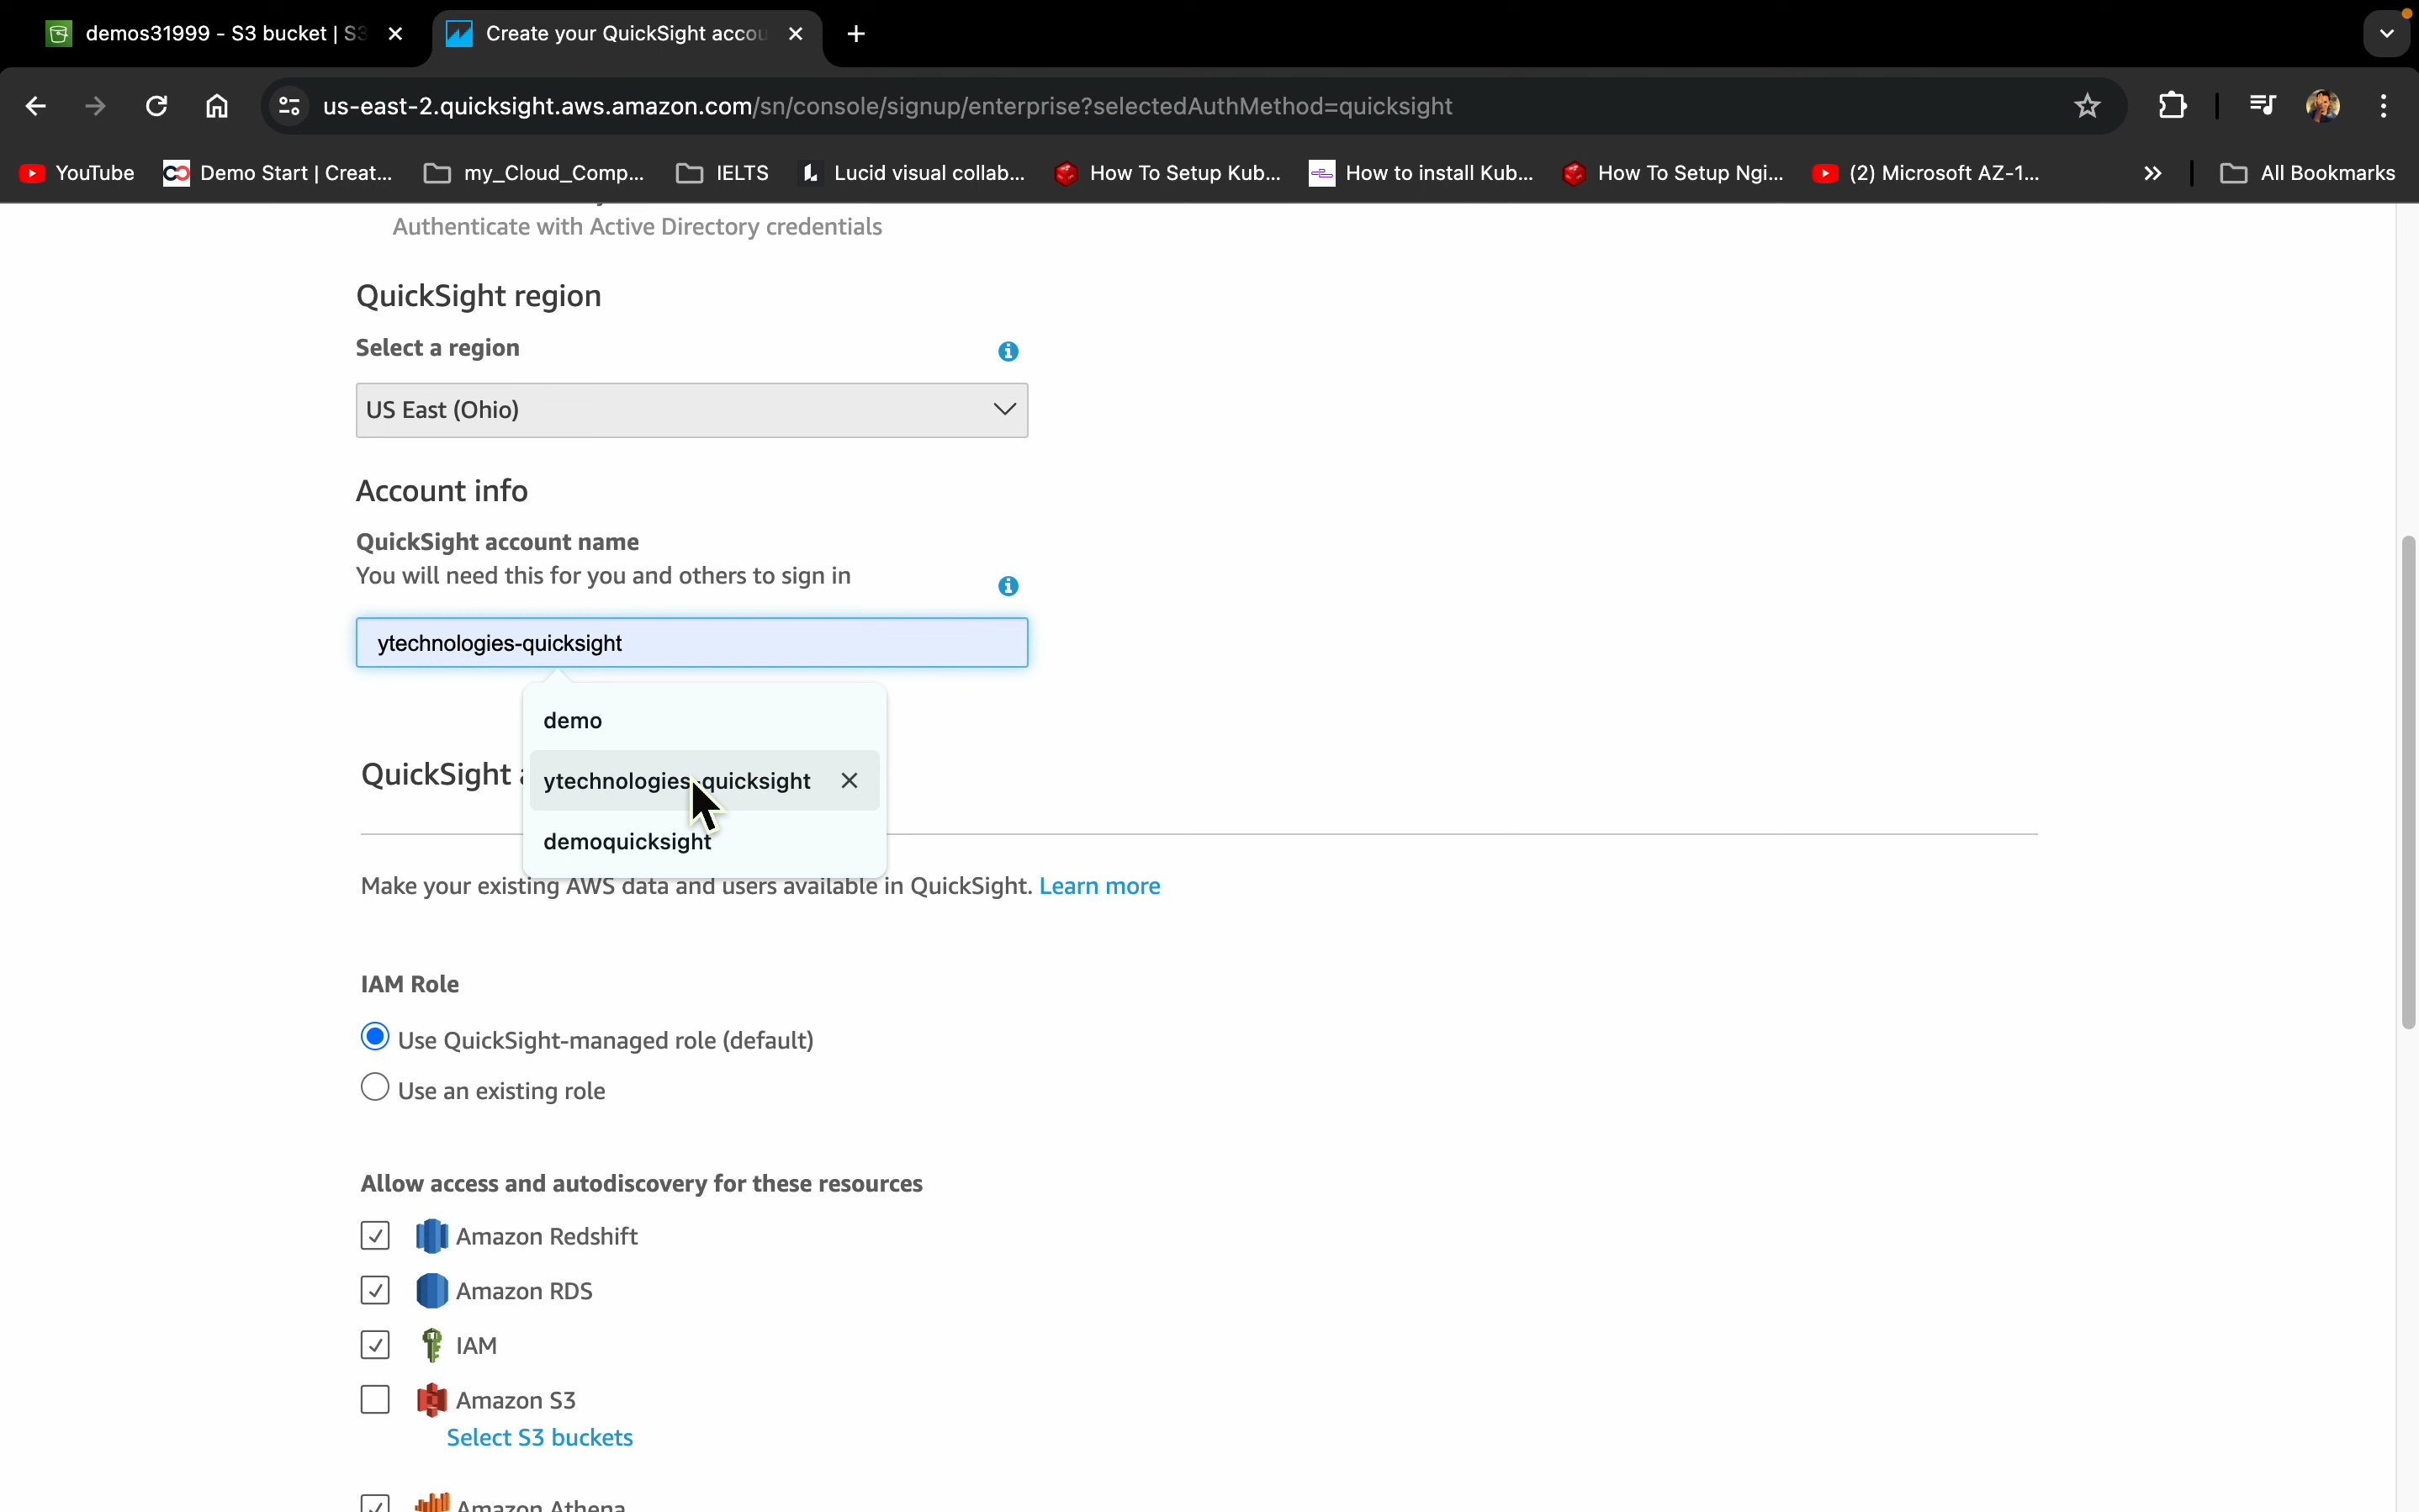 demos31999 - S3 bucket | S3
Create your QuickSight accou
us-east-2.quicksight.aws.amazon.com/sn/console/signup/enterprise?selectedAuthMethod=quicksight
YouTube
Demo Start | Creat...
my_Cloud_Comp...
IELTS
Lucid visual collab...
How To Setup Kub...
How to install Kub...
How To Setup Ngi...
(2) Microsoft AZ-1...
All Bookmarks
Authenticate with Active Directory credentials
QuickSight region
Select a region
US East (Ohio)
Account info
QuickSight account name
You will need this for you and others to sign in
ytechnologies-quicksight
demo
QuickSight
ytechnologies-quicksight
demoquicksight
Make your existing AWS data and users available in QuickSight. Learn more
IAM Role
Use QuickSight-managed role (default)
Use an existing role
Allow access and autodiscovery for these resources
Amazon Redshift
Amazon RDS
IAM
Amazon S3
Select S3 buckets
Amazon Athena